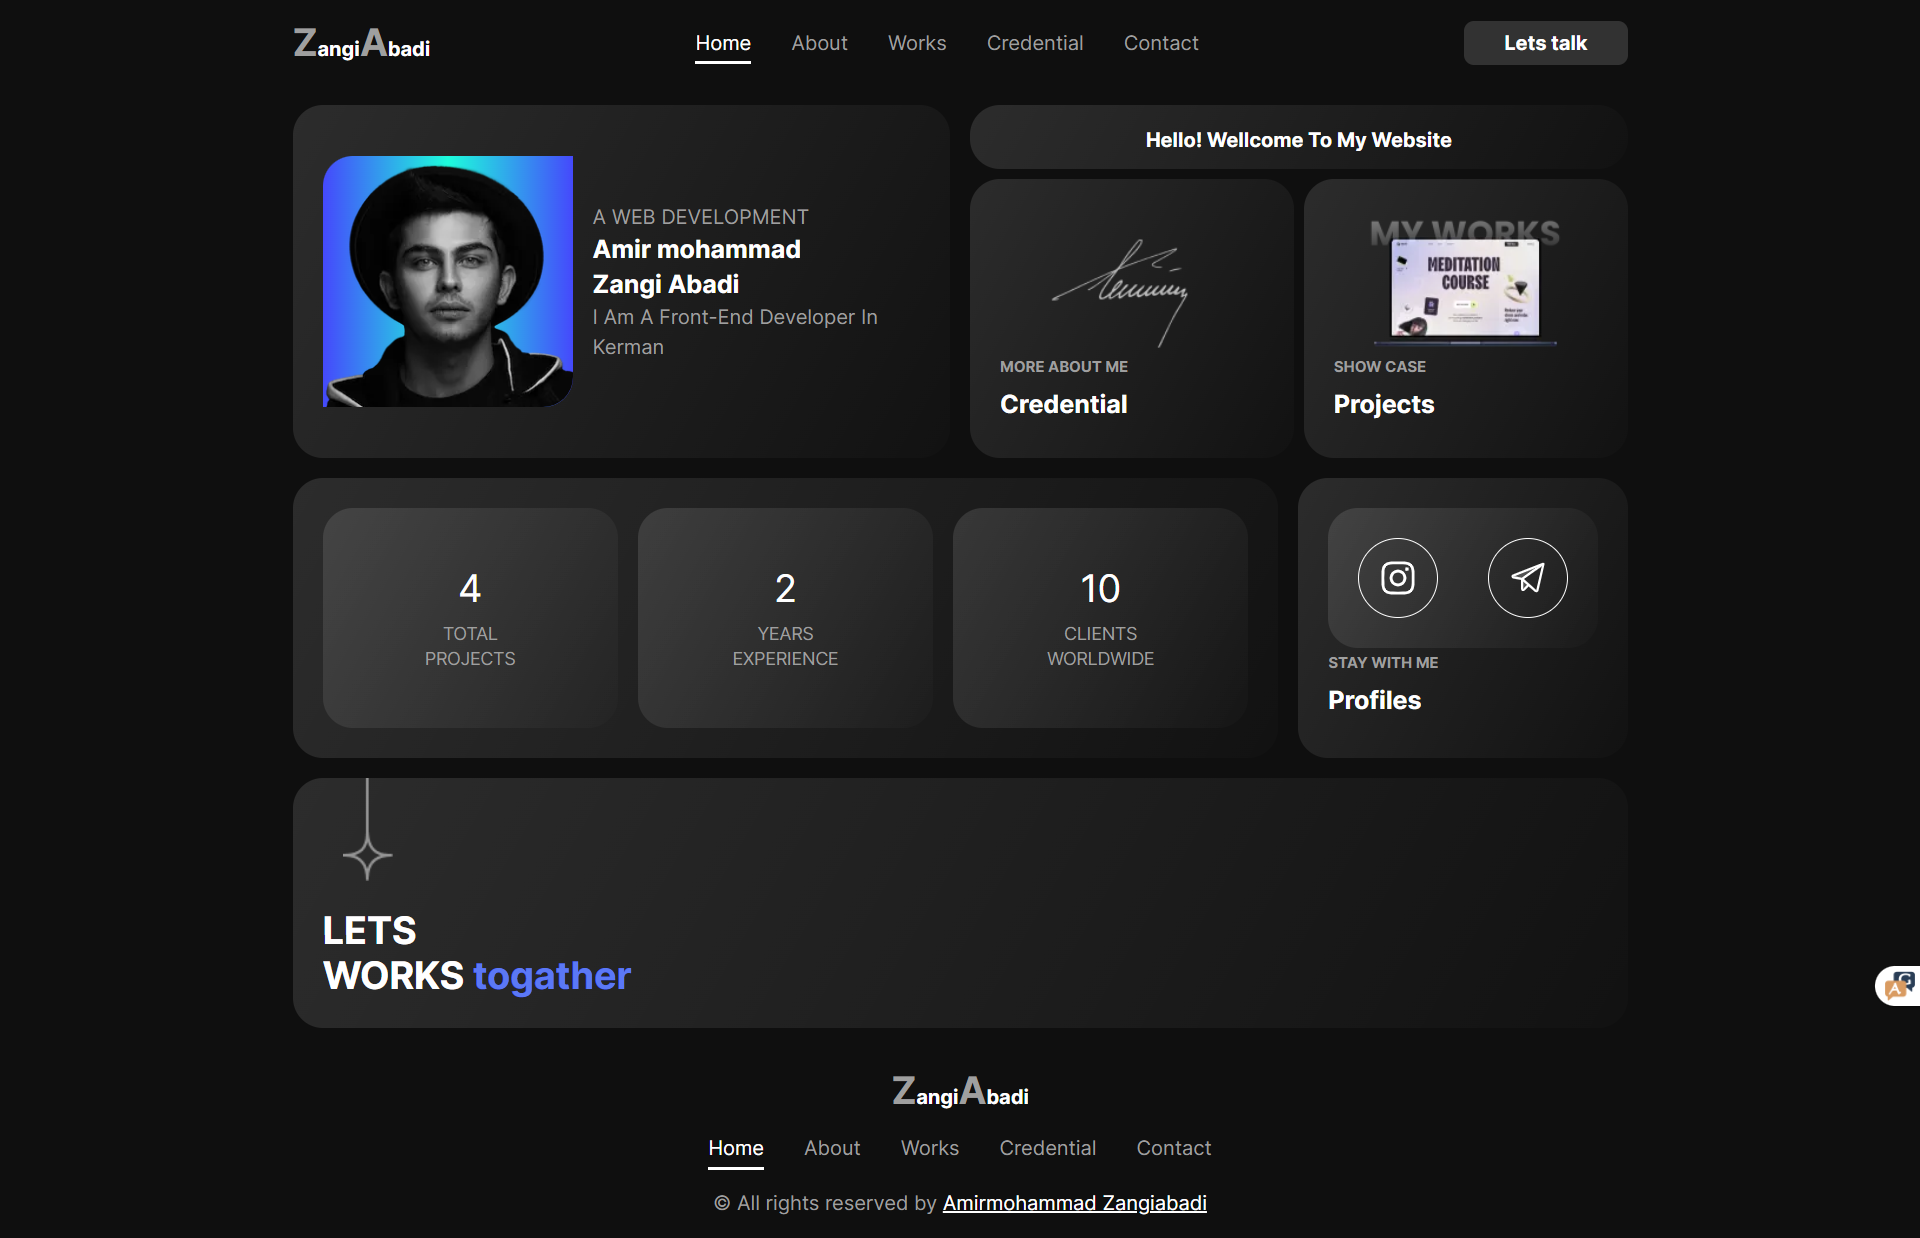 ZangiAbadi
Home About Works Credential Contact
Lets talk
A WEB DEVELOPMENT
Amir mohammad
Zangi Abadi
I Am A Front-End Developer In
Kerman
Hello! Wellcome To My Website
MORE ABOUT ME
Credential
MY WORKS
MEDITATION
COURSE
SHOW CASE
Projects
4
TOTAL
PROJECTS
2
YEARS
EXPERIENCE
10
CLIENTS
WORLDWIDE
STAY WITH ME
Profiles
LETS
WORKS togather
A G
ZangiAbadi
Home About Works Credential Contact
© All rights reserved by Amirmohammad Zangiabadi